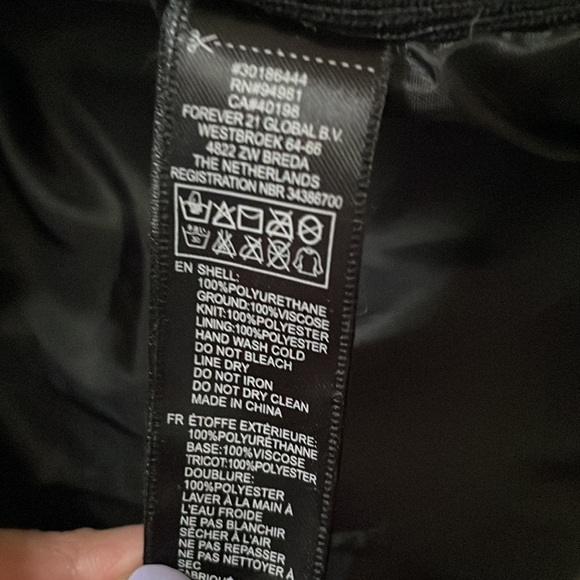 #30186444
RN#94981
CA#40198
FOREVER 21 GLOBAL B.V.
WESTBROEK 64-66
4822 ZW BREDA
THE NETHERLANDS
REGISTRATION NBR 34386700
EN SHELL:
100%POLYURETHANE
GROUND:100%VISCOSE
KNIT:100%POLYESTER
LINING:100%POLYESTER
HAND WASH COLD
DO NOT BLEACH
LINE DRY
DO NOT IRON
DO NOT DRY CLEAN
MADE IN CHINA
FR ÉTOFFE EXTÉRIEURE:
100%POLYURÉTHANNE
BASE:100%VISCOSE
TRICOT:100%POLYESTER
DOUBLURE:
100%POLYESTER
LAVER À LA MAIN À
L'EAU FROIDE
NE PAS BLANCHIR
SÉCHER À L'AIR
NE PAS REPASSER
NE PAS NETTOYER À
SEC